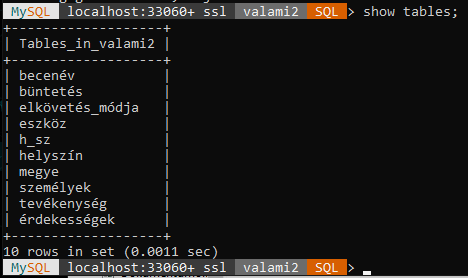 MySQL localhost:33060+ ssl valami2 SQL> show tables;
+-------------------+
| Tables_in_valami2 |
+-------------------+
| becenév           |
| büntetés          |
| elkövetés_módja   |
| eszköz            |
| h_sz              |
| helyszín          |
| megye             |
| személyek         |
| tevékenység       |
| érdekességek      |
+-------------------+
10 rows in set (0.0011 sec)
MySQL localhost:33060+ ssl valami2 SQL>